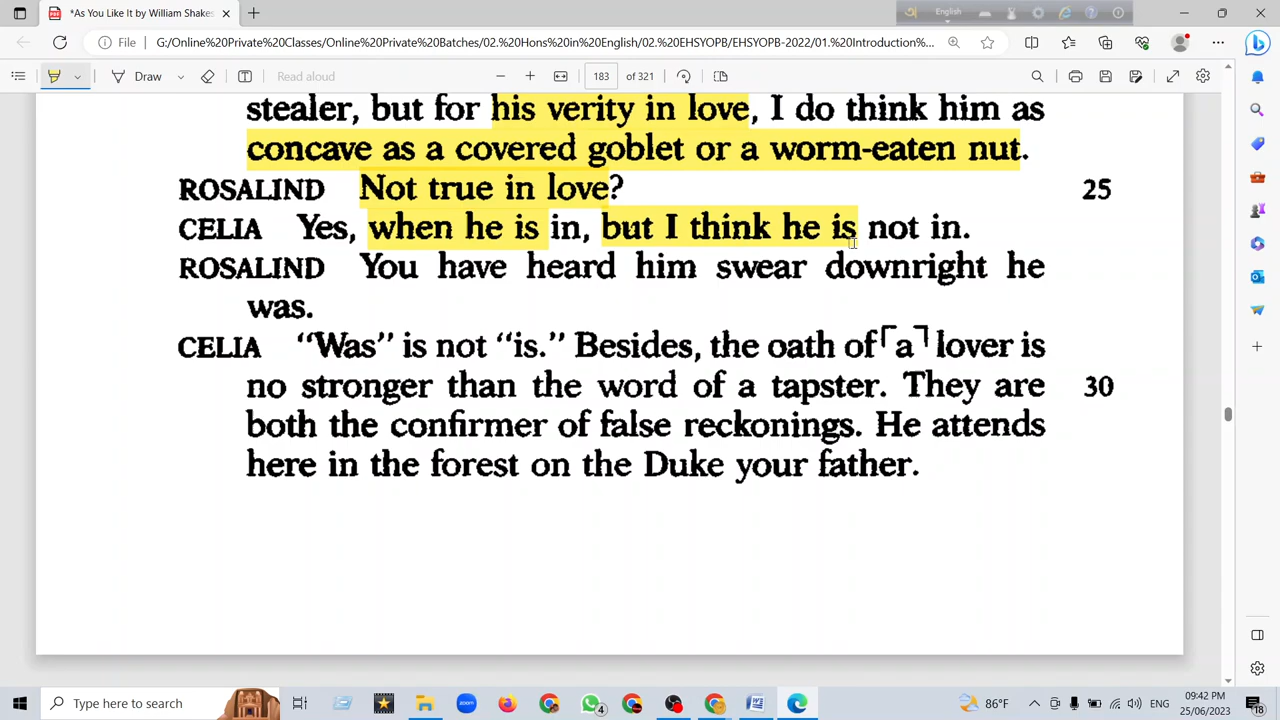 *As You Like It by William Shakes
English
File
G:/Online%20Private%20Classes/Online%20Private%20Batches/02.%20Hons%20in%20English/02.%20EHSYOPB/EHSYOPB-2022/01.%20Introduction%...
Draw
Read aloud
183 of 321
stealer, but for his verity in love, I do think him as
concave as a covered goblet or a worm-eaten nut.
ROSALIND Not true in love? 25
CELIA Yes, when he is in, but I think he is not in.
ROSALIND You have heard him swear downright he
was.
CELIA “Was” is not “is.” Besides, the oath of ⌜a⌝ lover is
no stronger than the word of a tapster. They are 30
both the confirmer of false reckonings. He attends
here in the forest on the Duke your father.
Type here to search
zoom
4
86°F
ENG
09:42 PM
25/06/2023
18